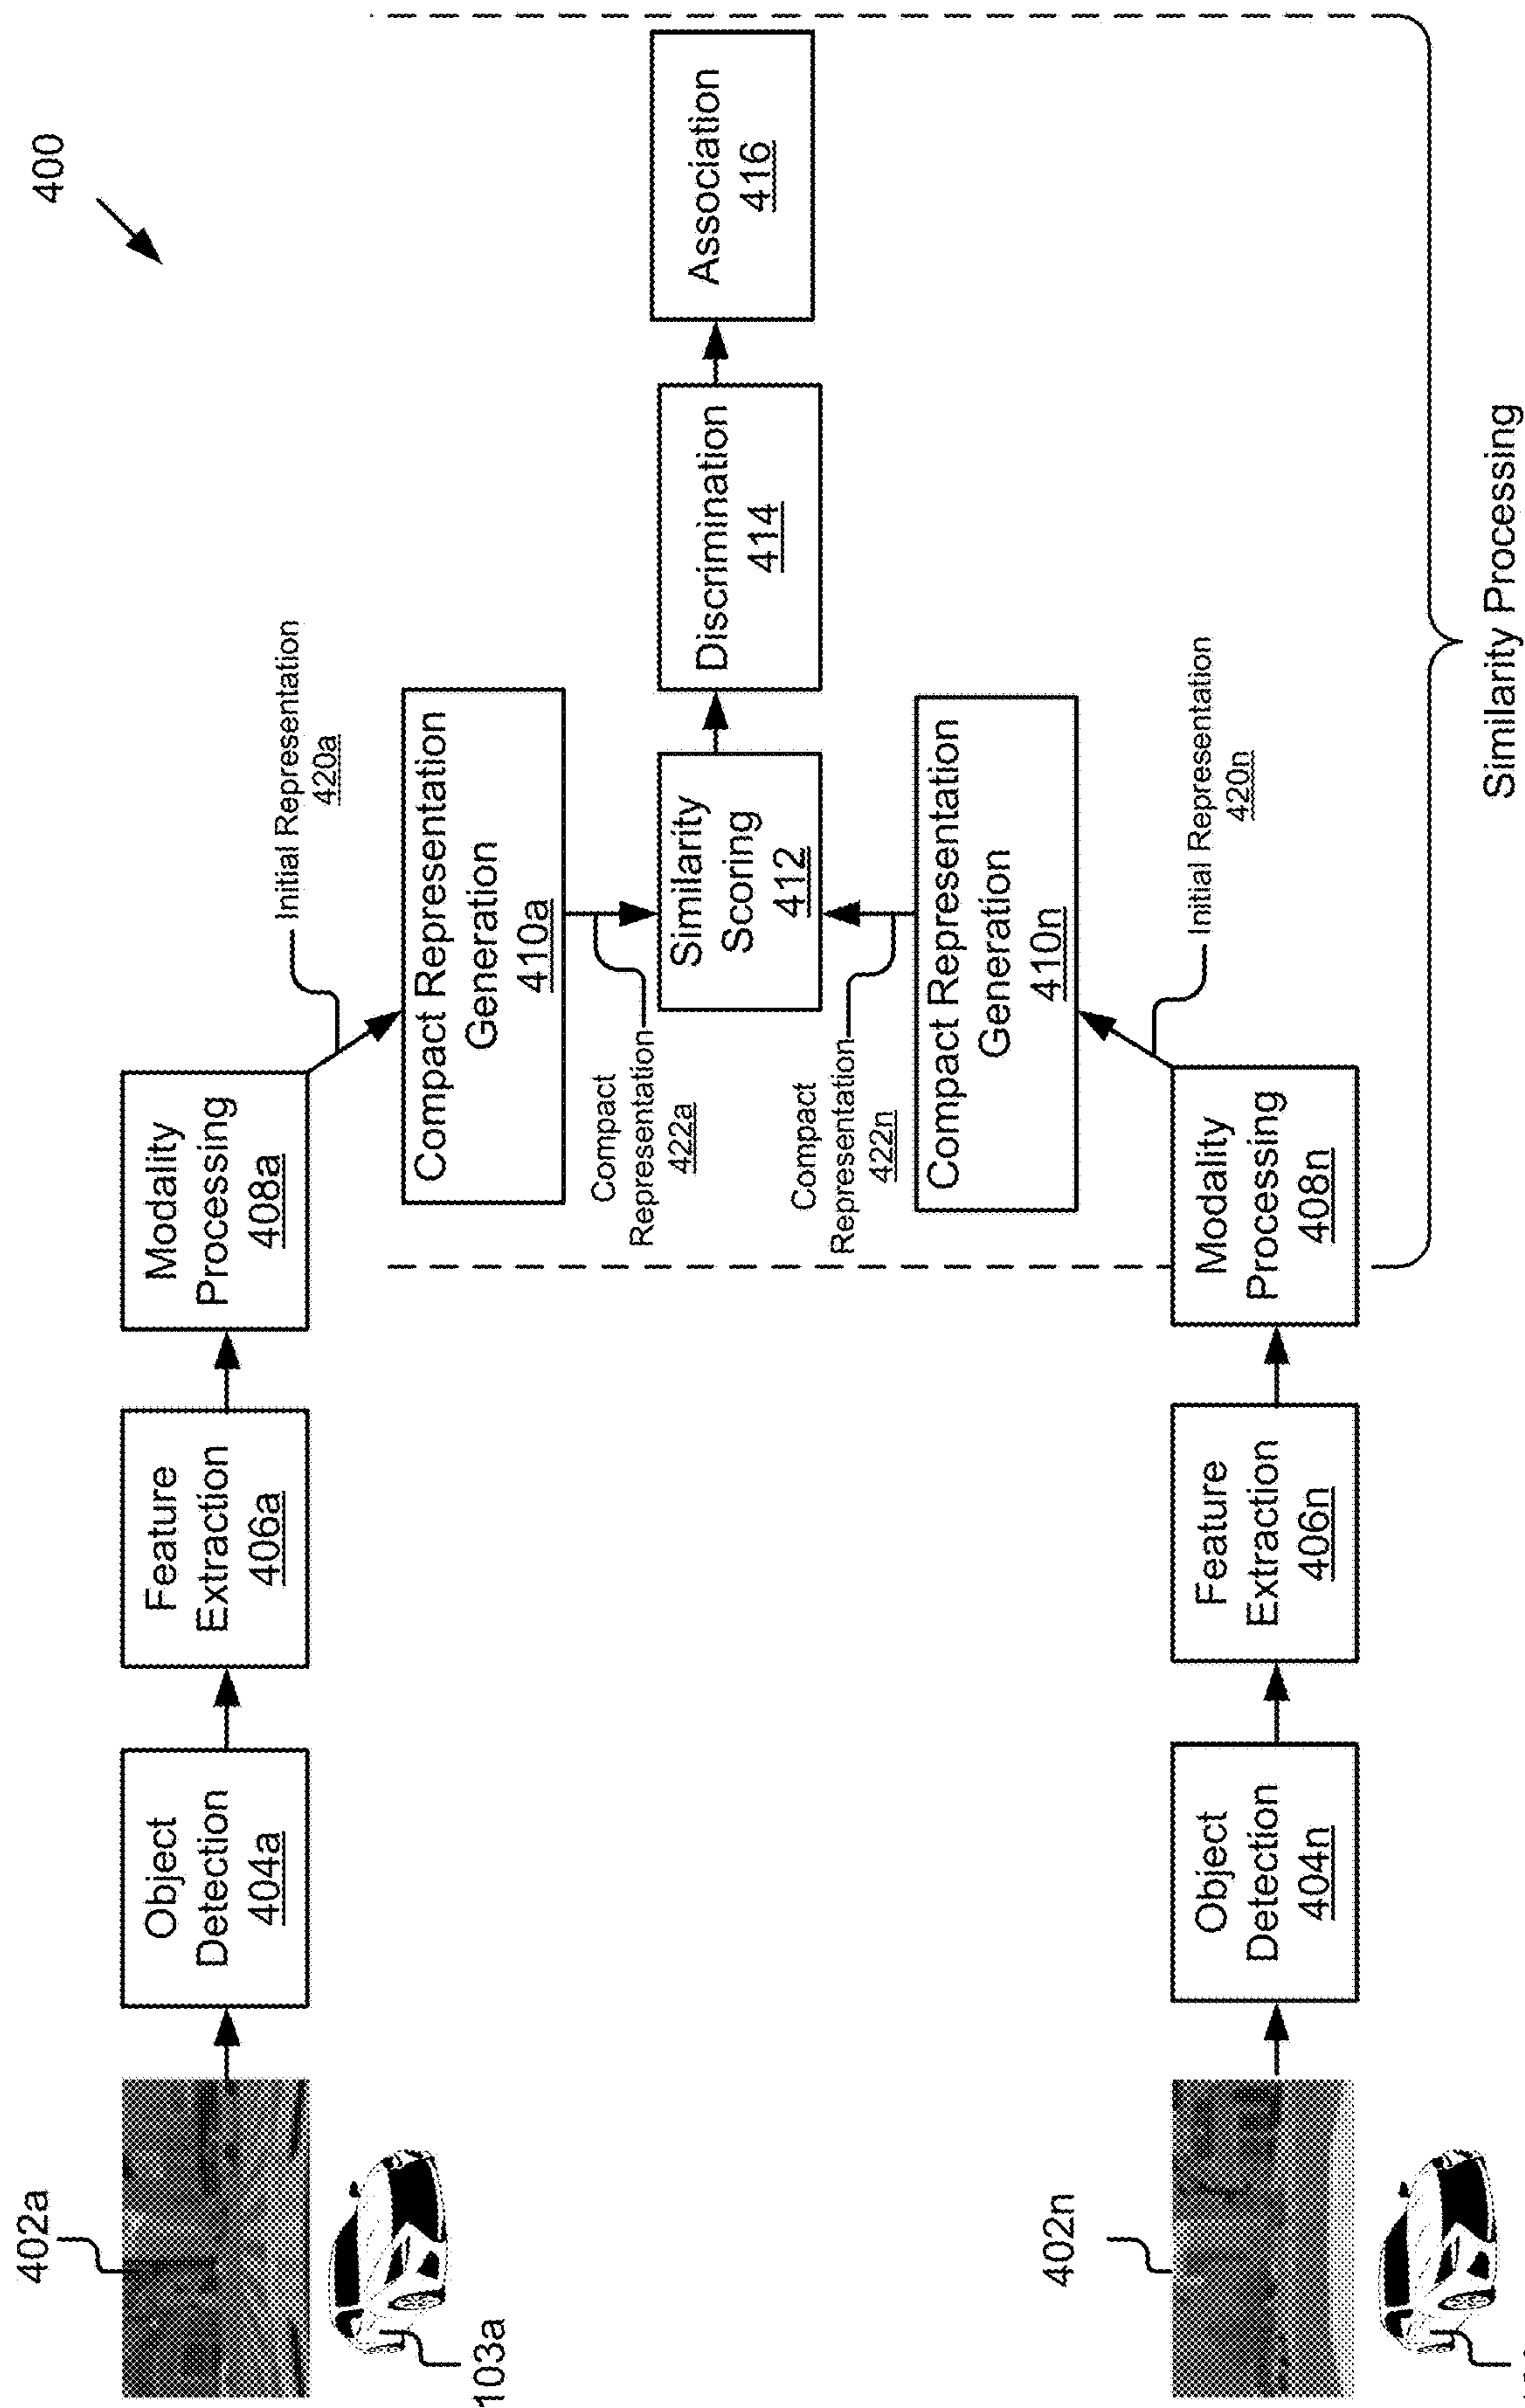 400
402a
103a
Object
Detection
404a
Feature
Extraction
406a
Modality
Processing
408a
Initial Representation
420a
Compact Representation
Generation
410a
Compact
Representation
422a
Similarity
Scoring
412
Discrimination
414
Association
416
Compact
Representation
422n
Compact Representation
Generation
410n
Initial Representation
420n
402n
Object
Detection
404n
Feature
Extraction
406n
Modality
Processing
408n
Similarity Processing